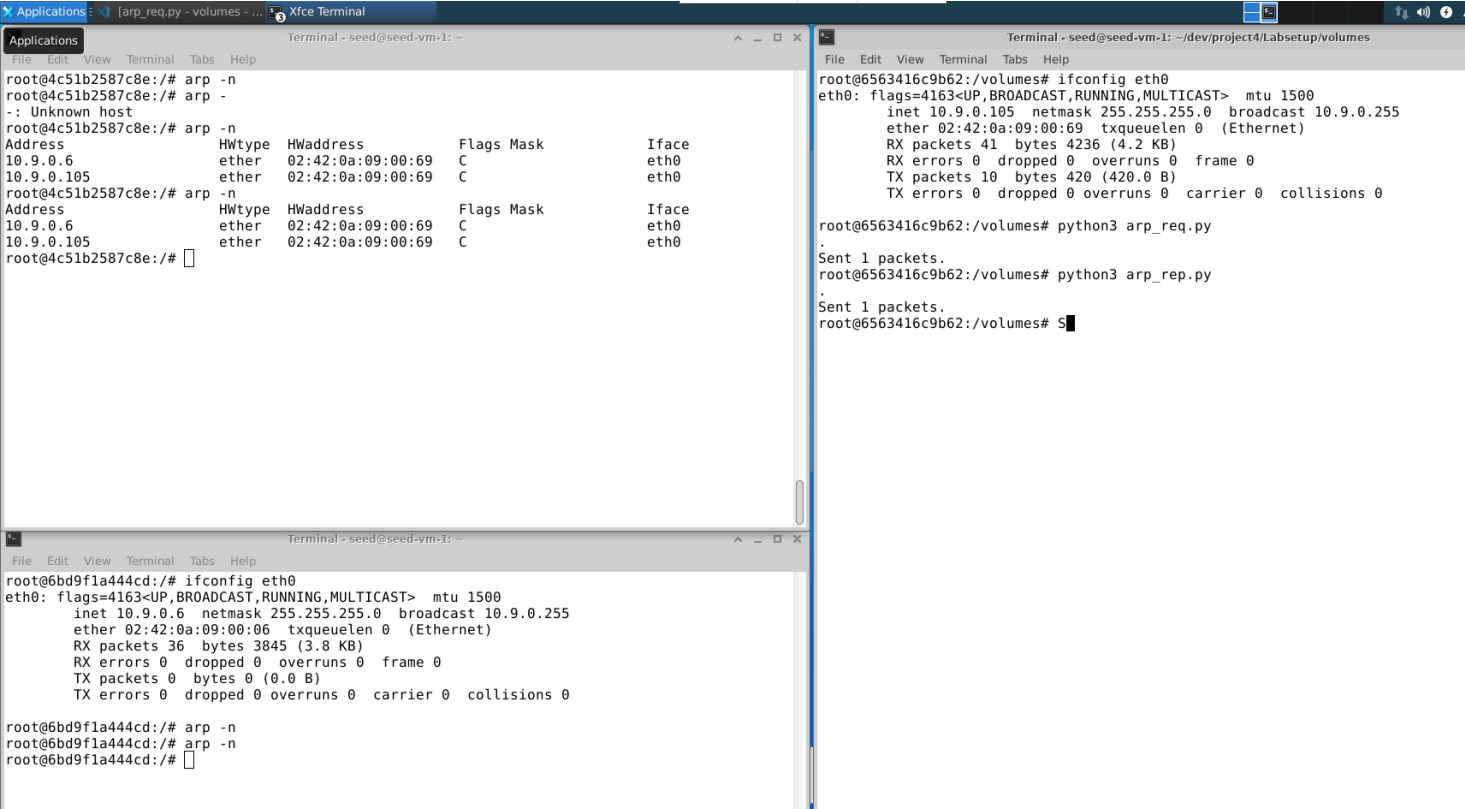 Applications
[arp_req.py - volumes - ...
3
Xfce Terminal
Applications
Terminal - seed@seed-vm-1: ~
File Edit View Terminal Tabs Help
root@4c51b2587c8e:/# arp -n
root@4c51b2587c8e:/# arp -
-: Unknown host
root@4c51b2587c8e:/# arp -n
Address HWtype HWaddress Flags Mask Iface
10.9.0.6 ether 02:42:0a:09:00:69 C eth0
10.9.0.105 ether 02:42:0a:09:00:69 C eth0
root@4c51b2587c8e:/# arp -n
Address HWtype HWaddress Flags Mask Iface
10.9.0.6 ether 02:42:0a:09:00:69 C eth0
10.9.0.105 ether 02:42:0a:09:00:69 C eth0
root@4c51b2587c8e:/#
Terminal - seed@seed-vm-1: ~
File Edit View Terminal Tabs Help
root@6bd9f1a444cd:/# ifconfig eth0
eth0: flags=4163<UP,BROADCAST,RUNNING,MULTICAST> mtu 1500
inet 10.9.0.6 netmask 255.255.255.0 broadcast 10.9.0.255
ether 02:42:0a:09:00:06 txqueuelen 0 (Ethernet)
RX packets 36 bytes 3845 (3.8 KB)
RX errors 0 dropped 0 overruns 0 frame 0
TX packets 0 bytes 0 (0.0 B)
TX errors 0 dropped 0 overruns 0 carrier 0 collisions 0
root@6bd9f1a444cd:/# arp -n
root@6bd9f1a444cd:/# arp -n
root@6bd9f1a444cd:/#
Terminal - seed@seed-vm-1: ~/dev/project4/Labsetup/volumes
File Edit View Terminal Tabs Help
root@6563416c9b62:/volumes# ifconfig eth0
eth0: flags=4163<UP,BROADCAST,RUNNING,MULTICAST> mtu 1500
inet 10.9.0.105 netmask 255.255.255.0 broadcast 10.9.0.255
ether 02:42:0a:09:00:69 txqueuelen 0 (Ethernet)
RX packets 41 bytes 4236 (4.2 KB)
RX errors 0 dropped 0 overruns 0 frame 0
TX packets 10 bytes 420 (420.0 B)
TX errors 0 dropped 0 overruns 0 carrier 0 collisions 0
root@6563416c9b62:/volumes# python3 arp_req.py
.
Sent 1 packets.
root@6563416c9b62:/volumes# python3 arp_rep.py
.
Sent 1 packets.
root@6563416c9b62:/volumes# S